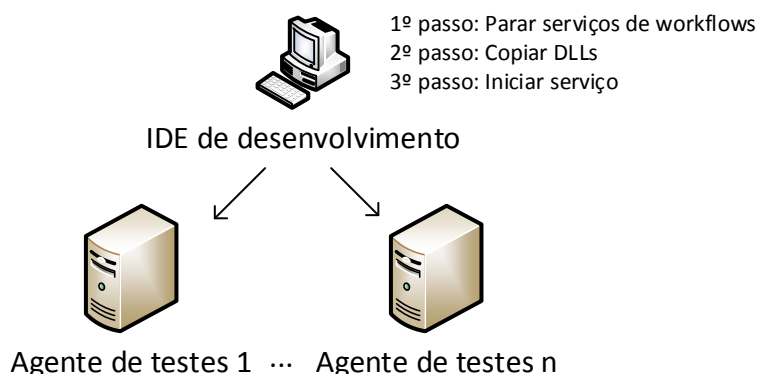 1º passo: Parar serviços de workflows
2º passo: Copiar DLLs
3º passo: Iniciar serviço
IDE de desenvolvimento
Agente de testes 1 ... Agente de testes n